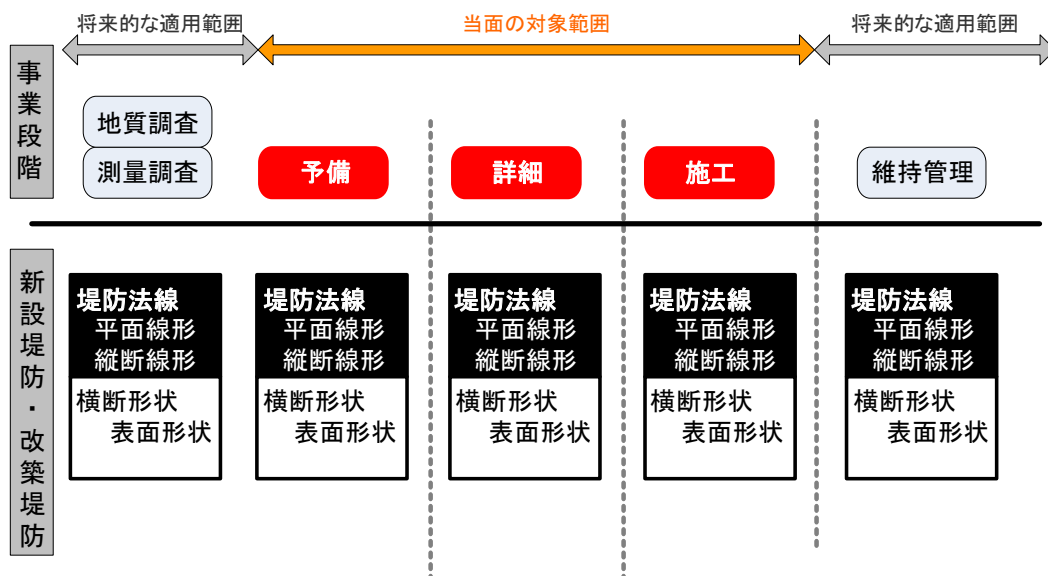 将来的な適用範囲
当面の対象範囲
将来的な適用範囲
事業段階
地質調査
測量調査
予備
詳細
施工
維持管理
新設堤防・改築堤防
堤防法線
平面線形
縦断線形
横断形状
表面形状
堤防法線
平面線形
縦断線形
横断形状
表面形状
堤防法線
平面線形
縦断線形
横断形状
表面形状
堤防法線
平面線形
縦断線形
横断形状
表面形状
堤防法線
平面線形
縦断線形
横断形状
表面形状